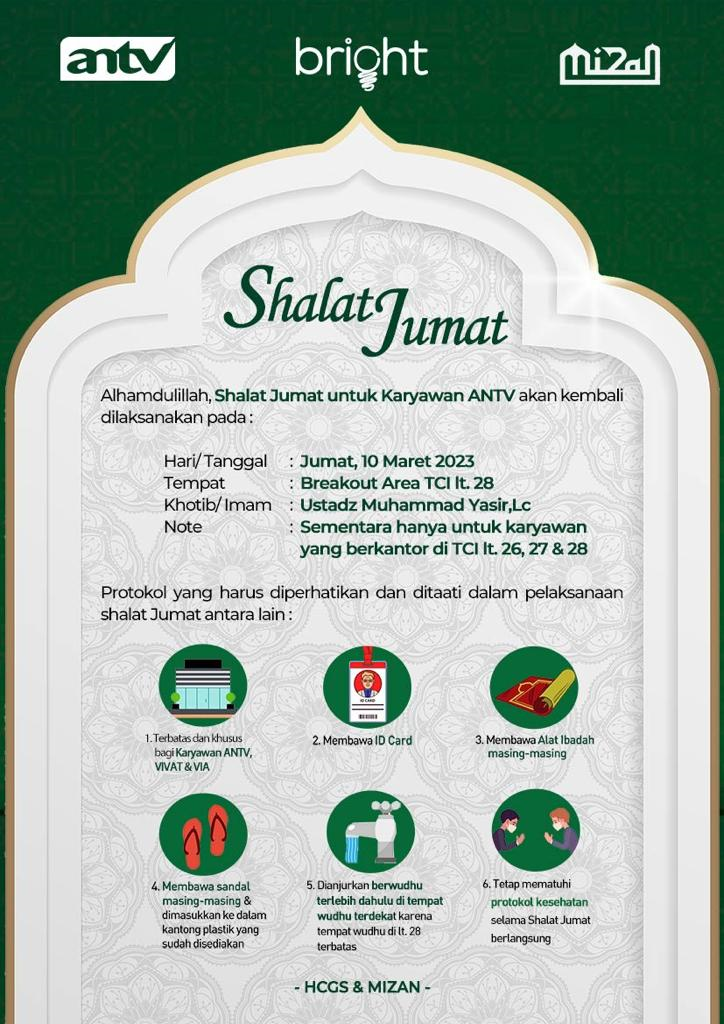 antv
bright
mizan
Shalat Jumat
Alhamdulillah, Shalat Jumat untuk Karyawan ANTV akan kembali
dilaksanakan pada :
Hari/Tanggal : Jumat, 10 Maret 2023
Tempat : Breakout Area TCI lt. 28
Khotib/Imam : Ustadz Muhammad Yasir,Lc
Note : Sementara hanya untuk karyawan
yang berkantor di TCI lt. 26, 27 & 28
Protokol yang harus diperhatikan dan ditaati dalam pelaksanaan
shalat Jumat antara lain :
ID CARD
1. Terbatas dan khusus
bagi Karyawan ANTV,
VIVAT & VIA
2. Membawa ID Card
3. Membawa Alat Ibadah
masing-masing
4. Membawa sandal
masing-masing &
dimasukkan ke dalam
kantong plastik yang
sudah disediakan
5. Dianjurkan berwudhu
terlebih dahulu di tempat
wudhu terdekat karena
tempat wudhu di lt. 28
terbatas
6. Tetap mematuhi
protokol kesehatan
selama Shalat Jumat
berlangsung
- HCGS & MIZAN -